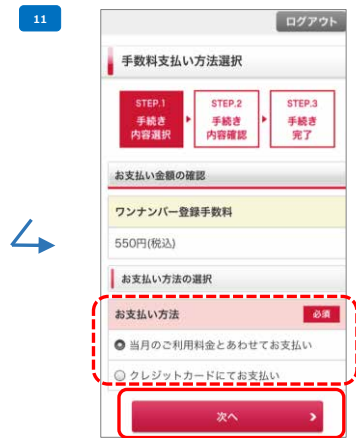 11
ログアウト
手数料支払い方法選択
STEP.1
手続き
内容選択
STEP.2
手続き
内容確認
STEP.3
手続き
完了
お支払い金額の確認
ワンナンバー登録手数料
550円(税込)
お支払い方法の選択
お支払い方法
必須
当月のご利用料金とあわせてお支払い
クレジットカードにてお支払い
次へ